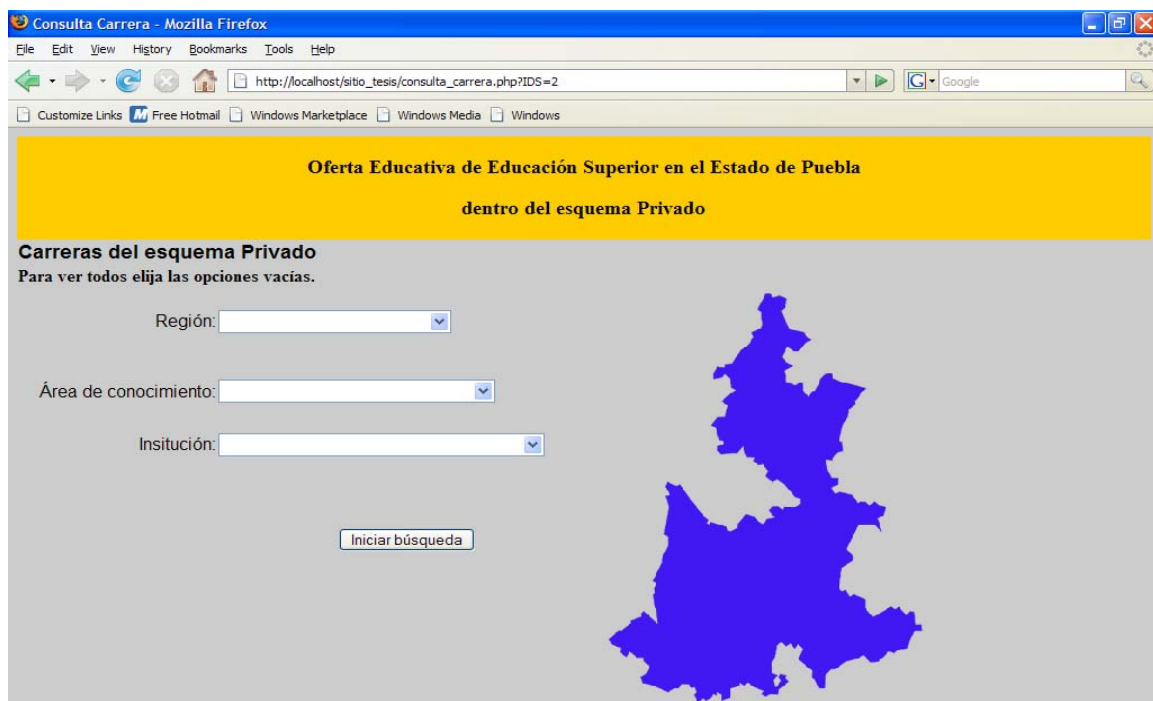 Consulta Carrera - Mozilla Firefox
File Edit View History Bookmarks Tools Help
http://localhost/sitio_tesis/consulta_carrera.php?IDS=2
G Google
Customize Links Free Hotmail Windows Marketplace Windows Media Windows
Oferta Educativa de Educación Superior en el Estado de Puebla
dentro del esquema Privado
Carreras del esquema Privado
Para ver todos elija las opciones vacías.
Región:
Área de conocimiento:
Insitución:
Iniciar búsqueda